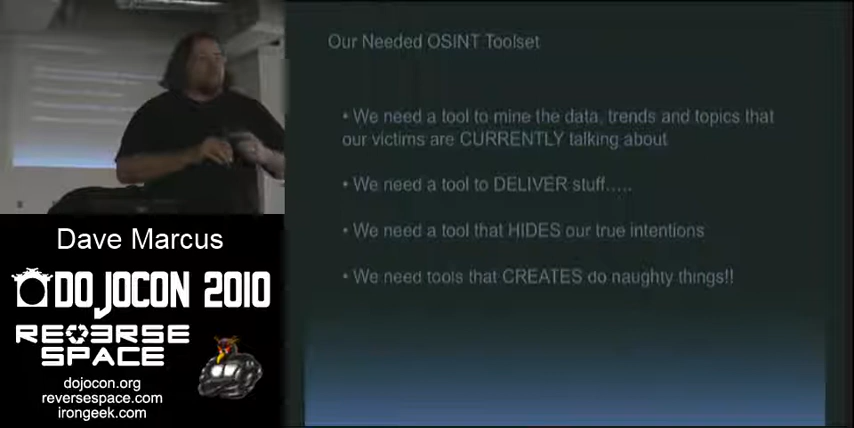 Our Needed OSINT Toolset
• We need a tool to mine the data, trends and topics that
our victims are CURRENTLY talking about
• We need a tool to DELIVER stuff.....
• We need a tool that HIDES our true intentions
• We need tools that CREATES do naughty things!!
Dave Marcus
DOJOCON 2010
REVERSE
SPACE
dojocon.org
reversespace.com
irongeek.com